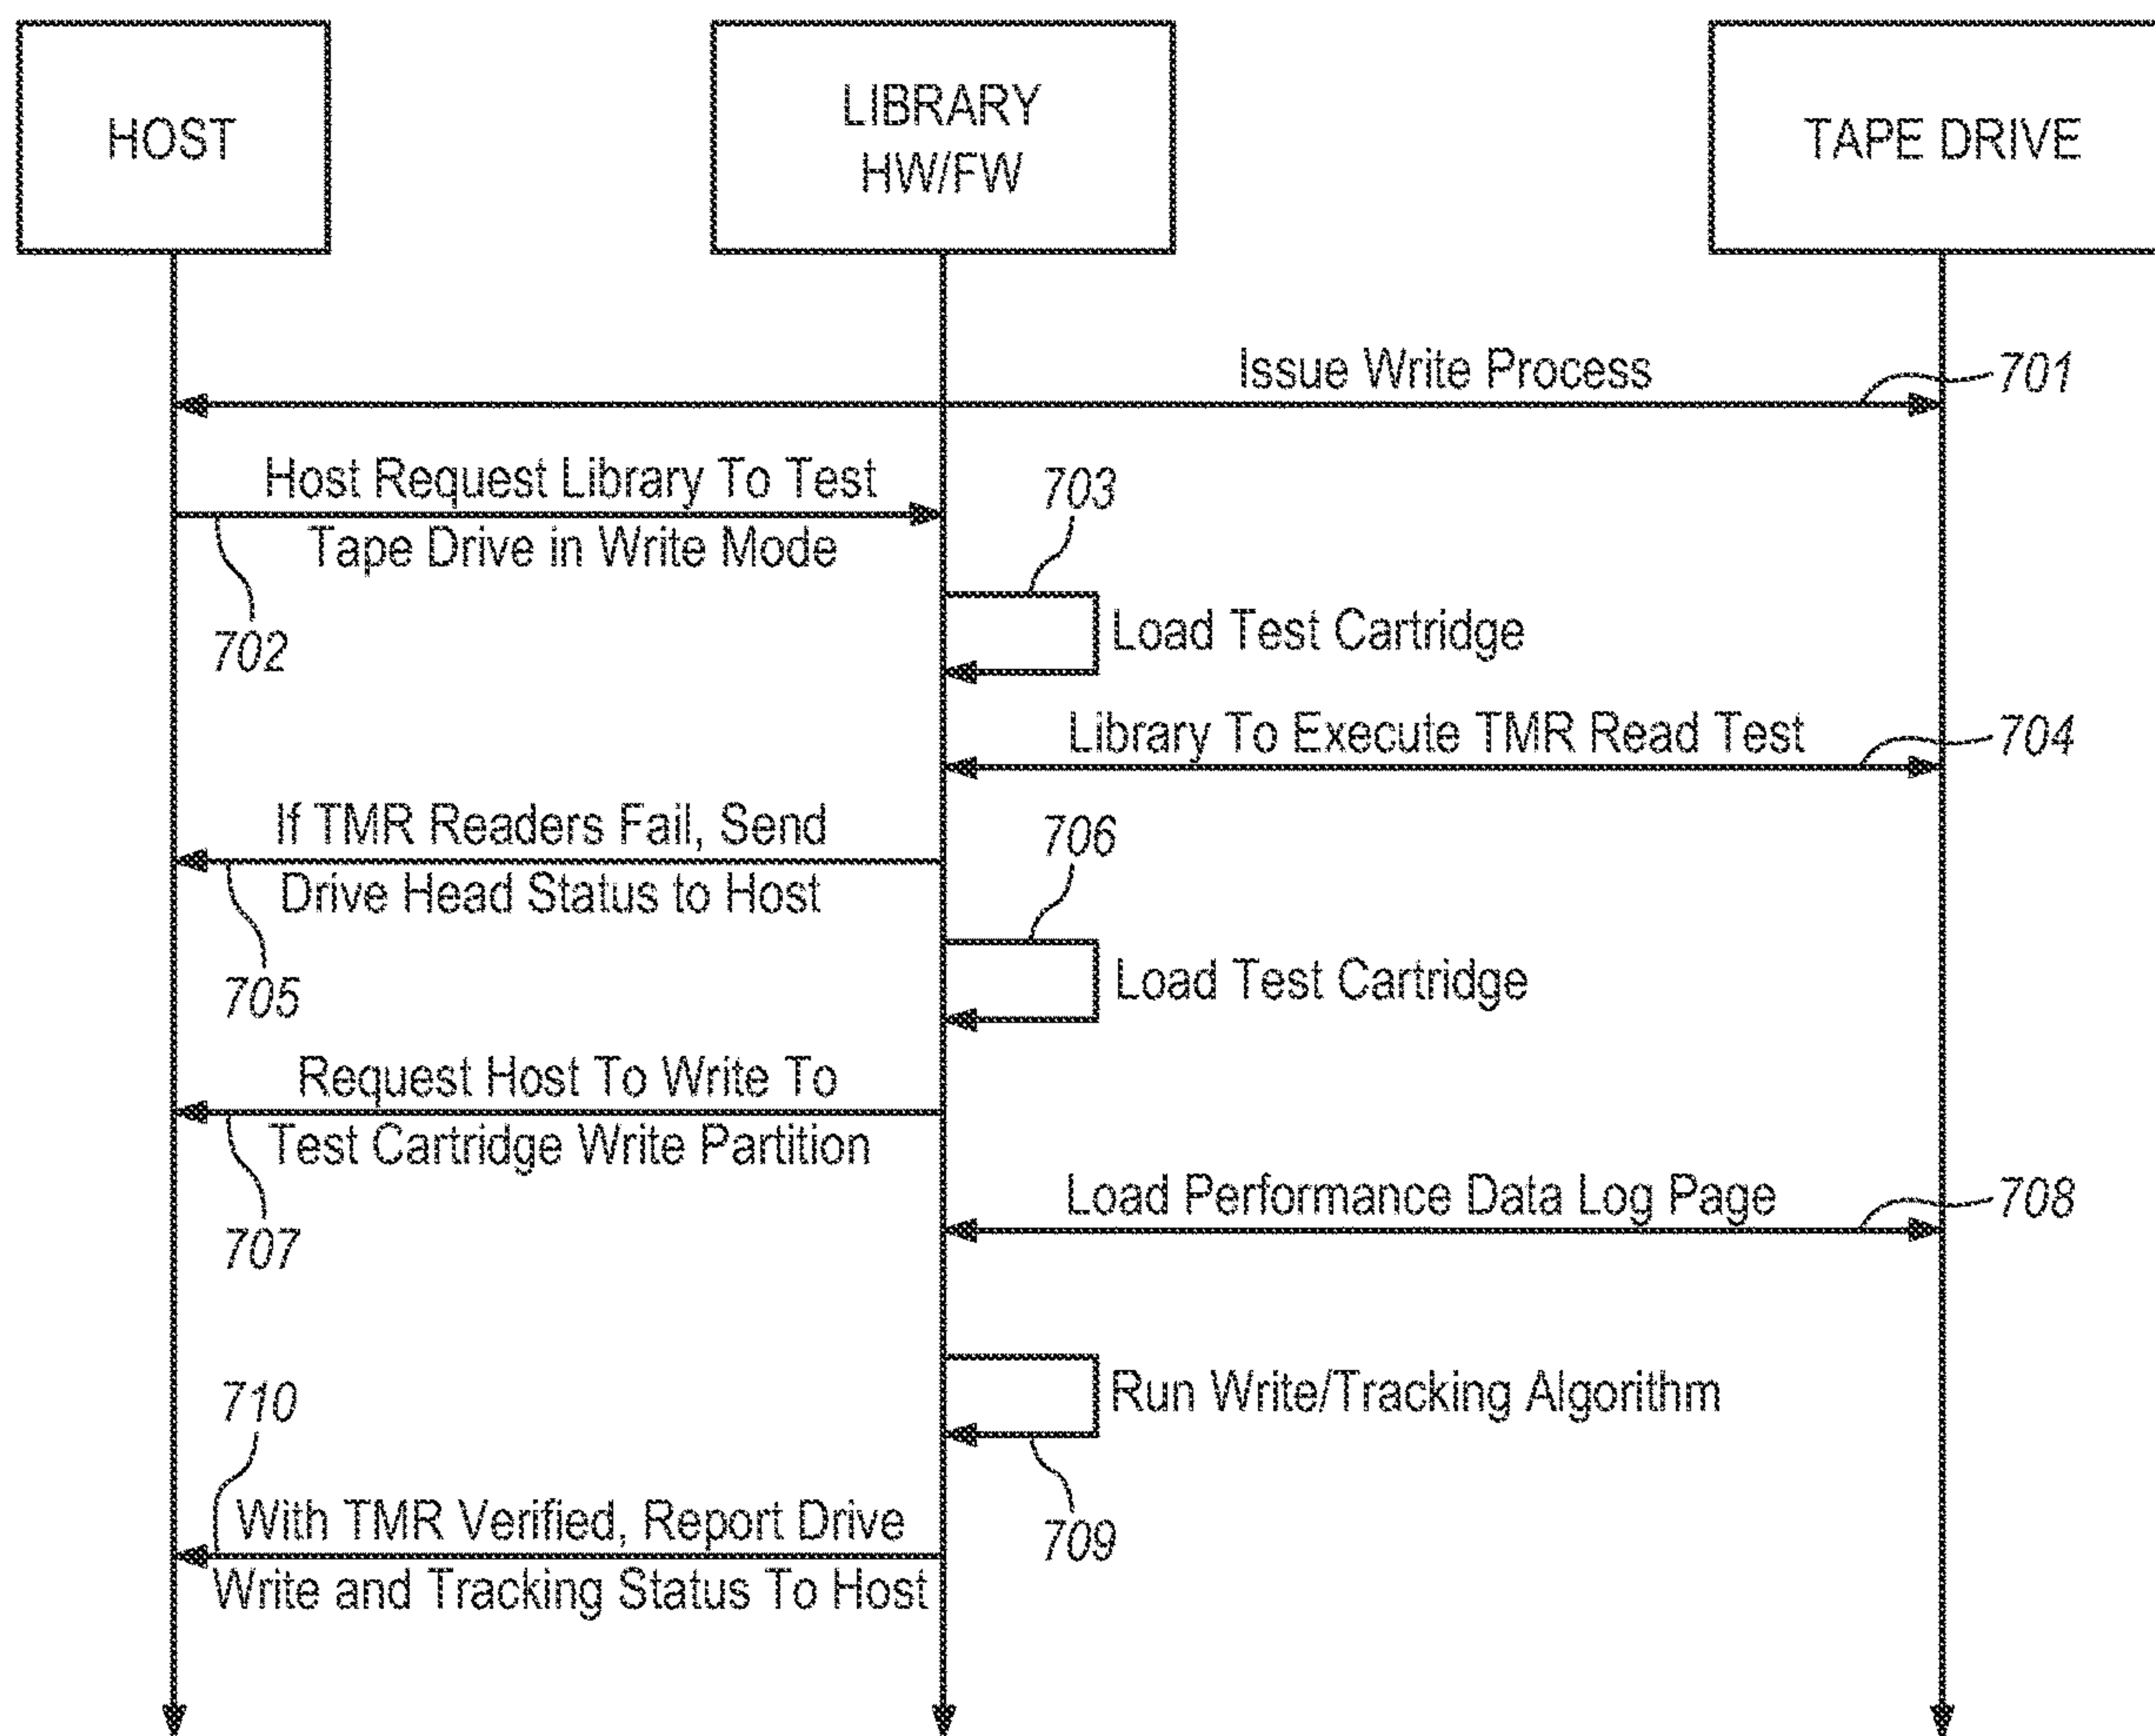 HOST
LIBRARY
HW/FW
TAPE DRIVE
Issue Write Process
701
Host Request Library To Test
Tape Drive in Write Mode
702
703
Load Test Cartridge
Library To Execute TMR Read Test
704
If TMR Readers Fail, Send
Drive Head Status to Host
705
706
Load Test Cartridge
Request Host To Write To
Test Cartridge Write Partition
707
Load Performance Data Log Page
708
Run Write/Tracking Algorithm
709
710
With TMR Verified, Report Drive
Write and Tracking Status To Host